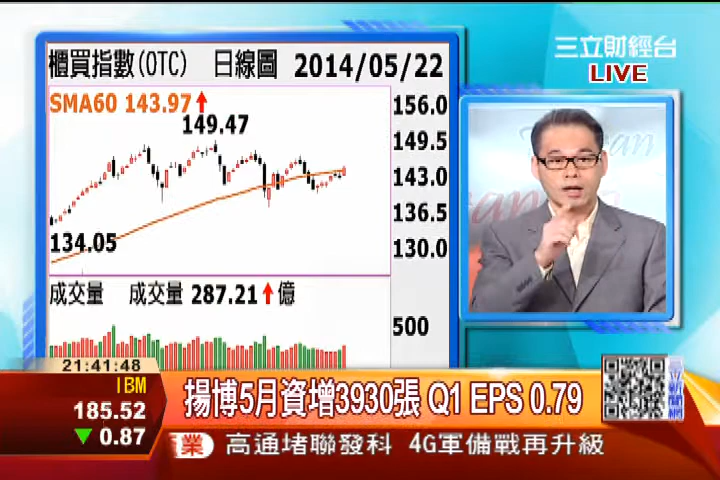 櫃買指數(OTC) 日線圖 2014/05/22
三立財經台
LIVE
SMA60 143.97
149.47
134.05
156.0
149.5
143.0
136.5
130.0
成交量 成交量 287.21 億
500
21:41:48
IBM
185.52
0.87
揚博5月資增3930張 Q1 EPS 0.79
業 高通堵聯發科 4G軍備戰再升級